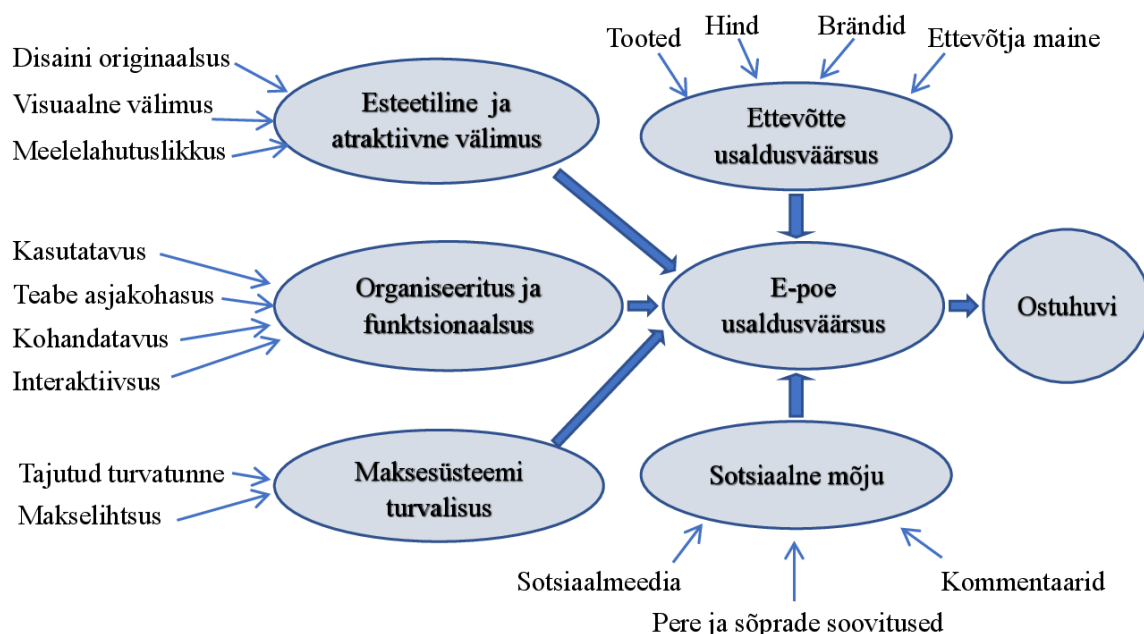 Disaini originaalsus
Visuaalne välimus
Meelelahutuslikkus
Esteetiline ja
atraktiivne välimus
Tooted
Hind
Brändid
Ettevõtja maine
Ettevõtte
usaldusväärsus
Kasutatavus
Teabe asjakohasus
Kohandatavus
Interaktiivsus
Organiseeritus ja
funktsionaalsus
E-poe
usaldusväärsus
Ostuhuvi
Tajutud turvatunne
Makselihtsus
Maksesüsteemi
turvalisus
Sotsiaalne mõju
Sotsiaalmeedia
Pere ja sõprade soovitused
Kommentaarid